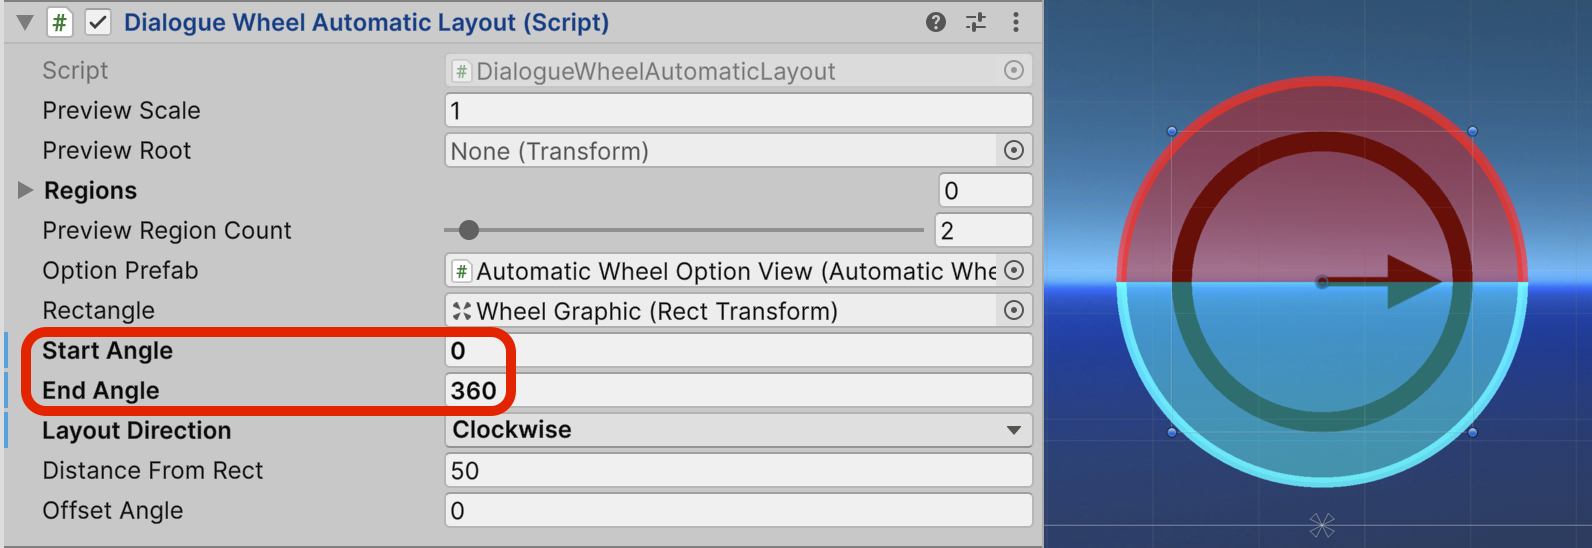 # Dialogue Wheel Automatic Layout (Script) ?
Script # DialogueWheelAutomaticLayout
Preview Scale 1
Preview Root None (Transform)
Regions 0
Preview Region Count 2
Option Prefab # Automatic Wheel Option View (Automatic Whe
Rectangle Wheel Graphic (Rect Transform)
Start Angle 0
End Angle 360
Layout Direction Clockwise
Distance From Rect 50
Offset Angle 0